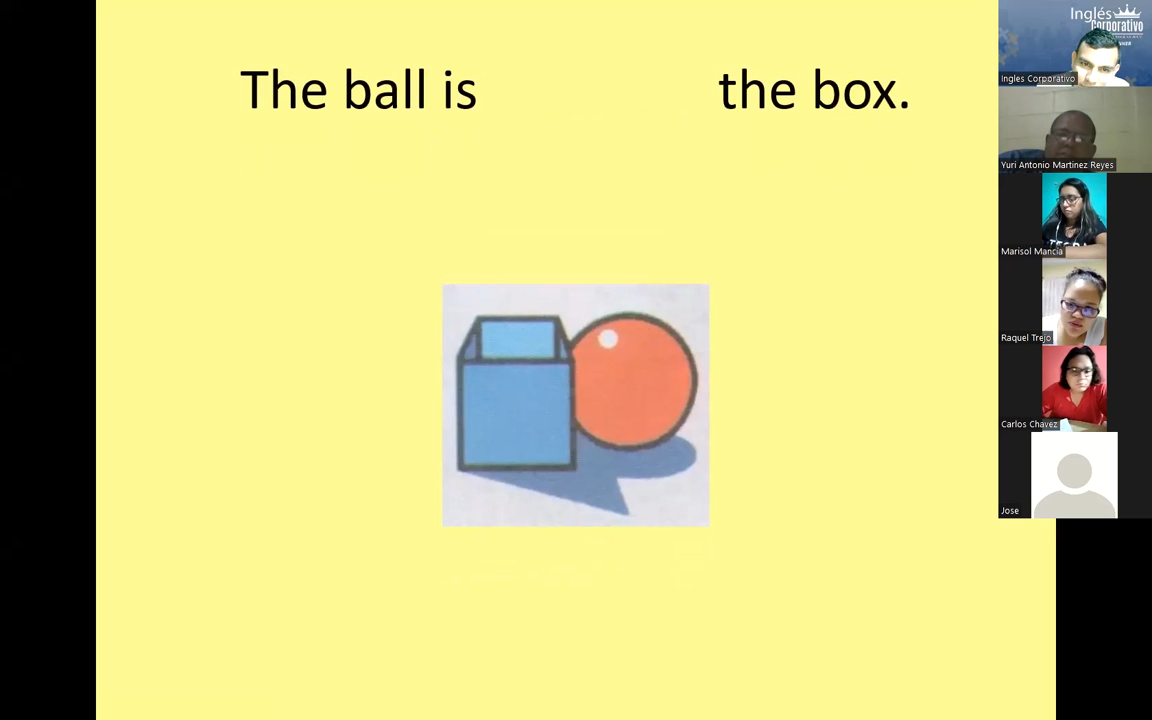 The ball is the box.
Inglés
Corporativo
Ingles Corporativo
Yuri Antonio Martinez Reyes
Marisol Mancia
Raquel Trejo
Carlos Chavez
Jose